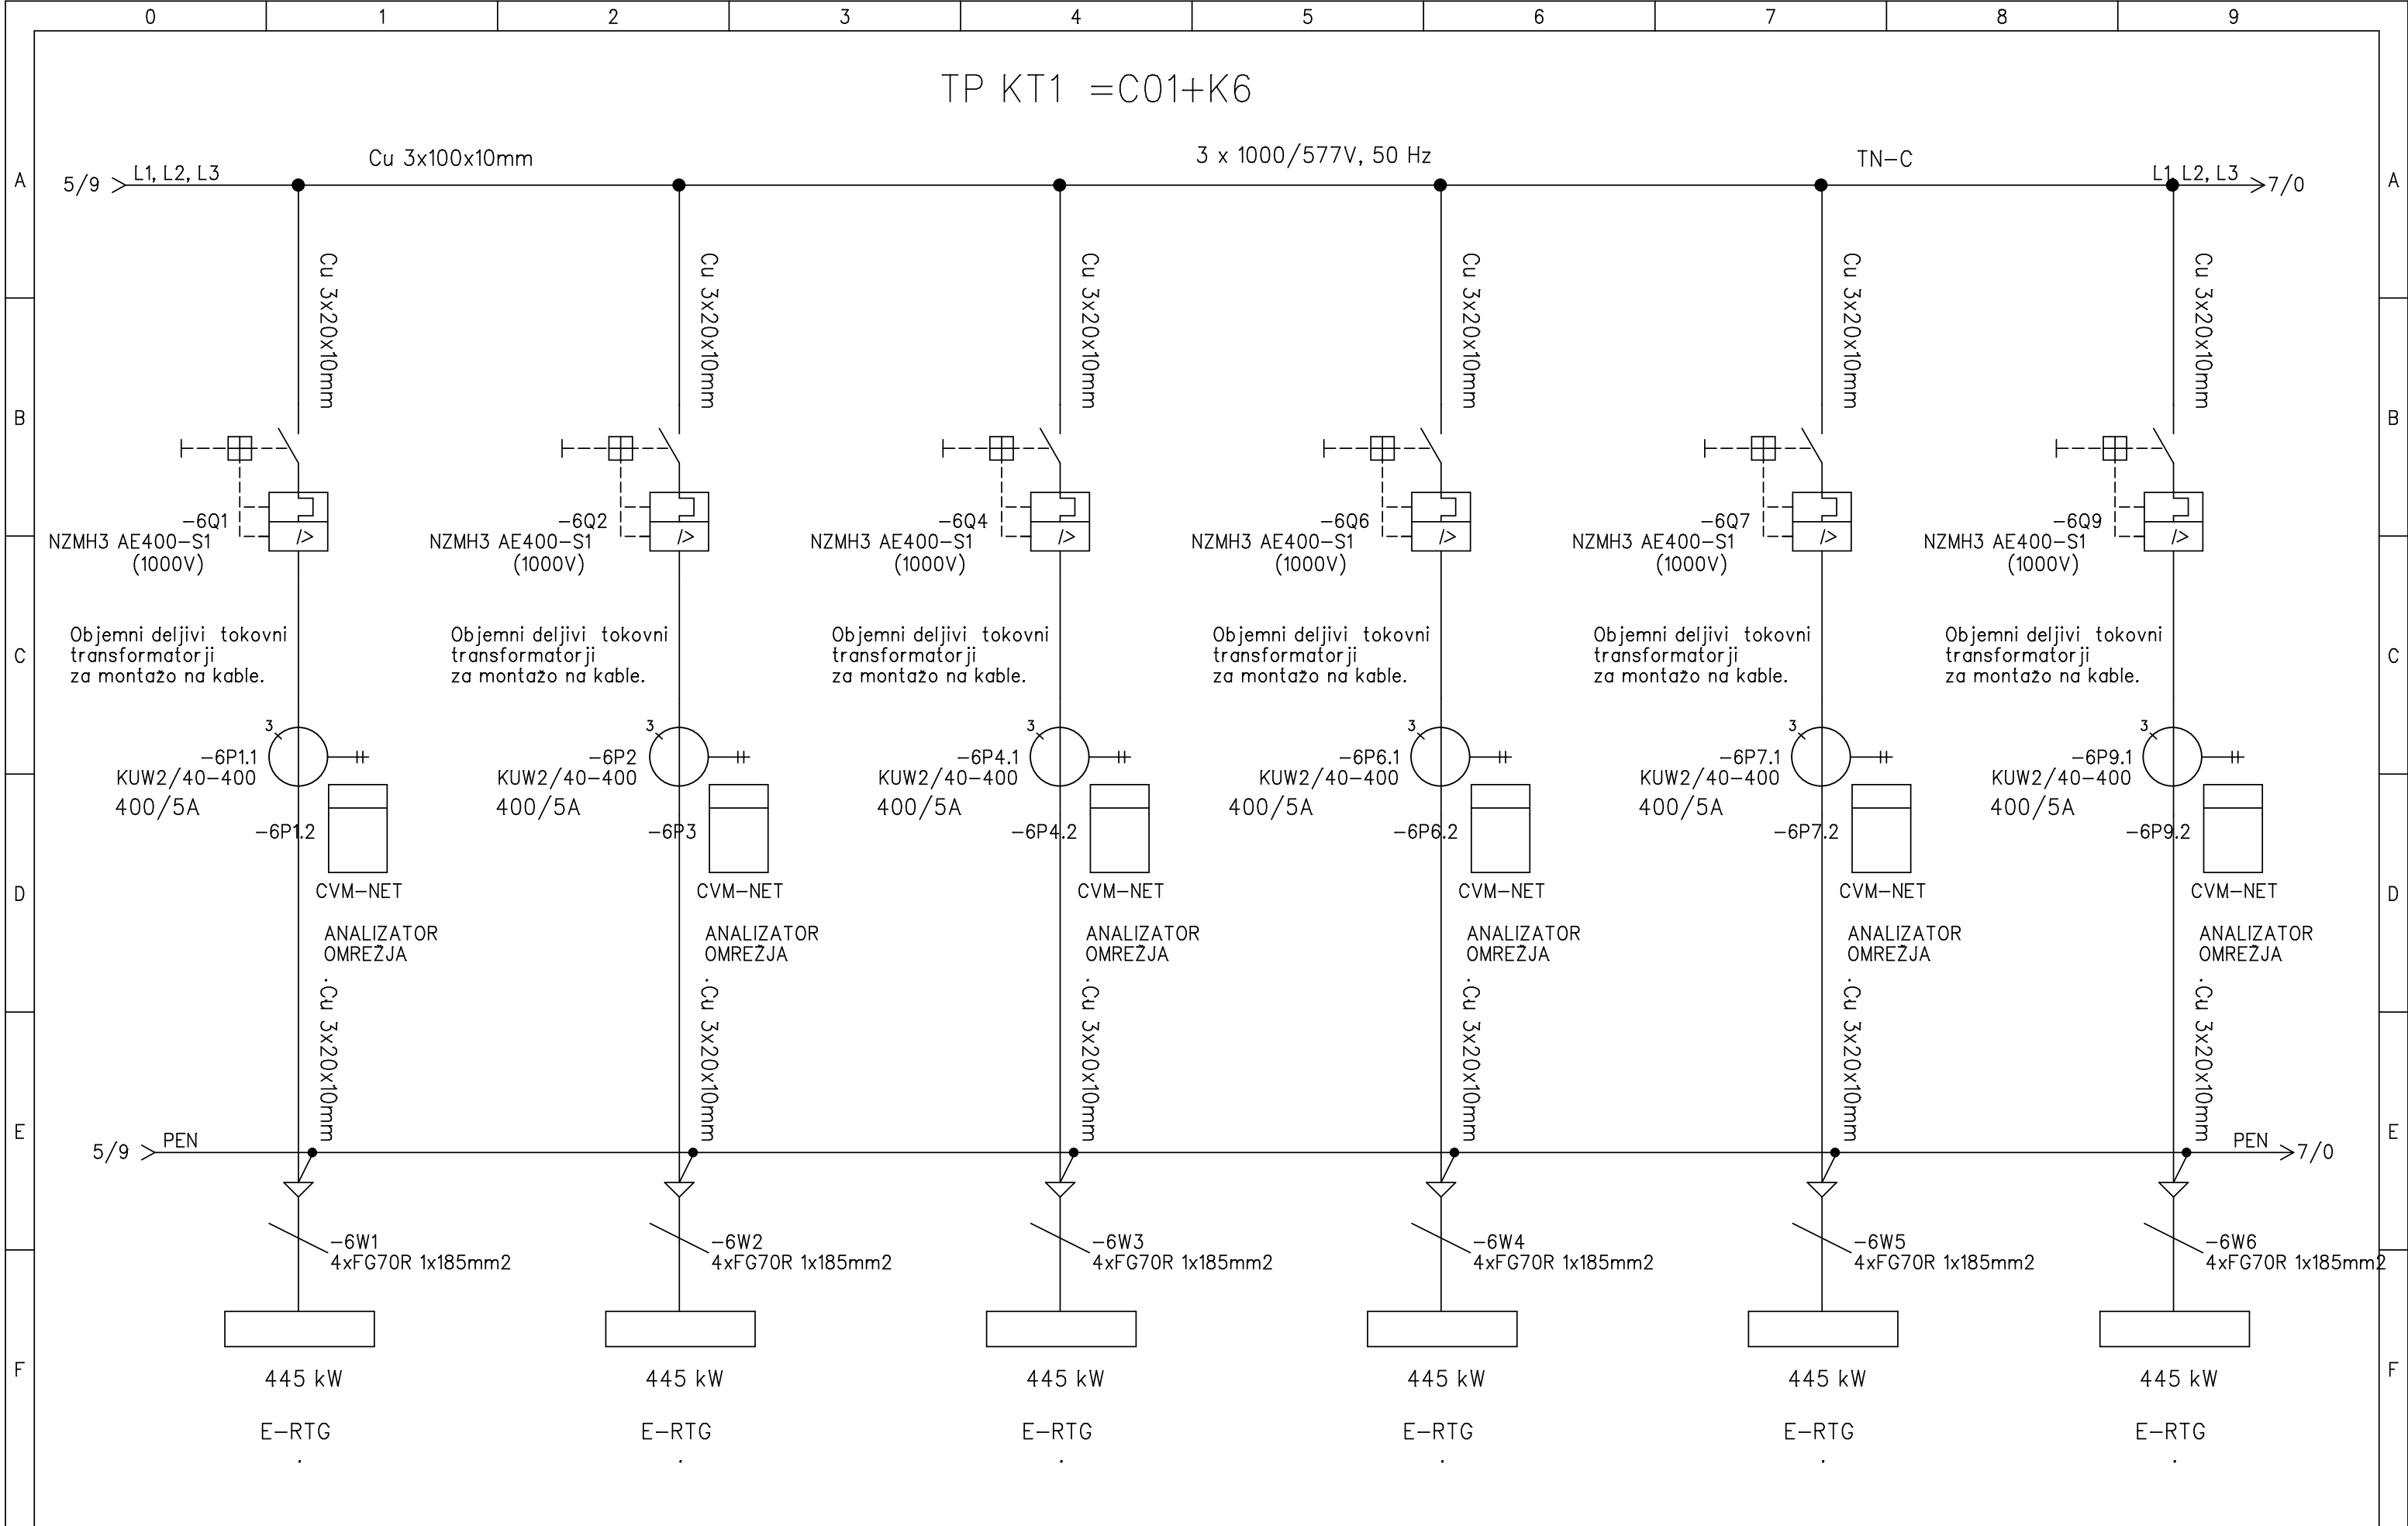 0 1 2 3 4 5 6 7 8 9
TP KT1 =C01+K6
A A
5/9 L1, L2, L3 Cu 3x100x10mm 3 x 1000/577V, 50 Hz TN-C L1, L2, L3 7/0
Cu 3x20x10mm Cu 3x20x10mm Cu 3x20x10mm Cu 3x20x10mm Cu 3x20x10mm Cu 3x20x10mm
B B
-6Q1 -6Q2 -6Q4 -6Q6 -6Q7 -6Q9
NZMH3 AE400-S1 NZMH3 AE400-S1 NZMH3 AE400-S1 NZMH3 AE400-S1 NZMH3 AE400-S1 NZMH3 AE400-S1
(1000V) (1000V) (1000V) (1000V) (1000V) (1000V)
I> I> I> I> I> I>
Objemni deljivi tokovni Objemni deljivi tokovni Objemni deljivi tokovni Objemni deljivi tokovni Objemni deljivi tokovni Objemni deljivi tokovni
C transformatorji transformatorji transformatorji transformatorji transformatorji transformatorji C
za montažo na kable. za montažo na kable. za montažo na kable. za montažo na kable. za montažo na kable. za montažo na kable.
3 3 3 3 3 3
-6P1.1 -6P2 -6P4.1 -6P6.1 -6P7.1 -6P9.1
KUW2/40-400 KUW2/40-400 KUW2/40-400 KUW2/40-400 KUW2/40-400 KUW2/40-400
400/5A 400/5A 400/5A 400/5A 400/5A 400/5A
-6P1.2 -6P3 -6P4.2 -6P6.2 -6P7.2 -6P9.2
D CVM-NET CVM-NET CVM-NET CVM-NET CVM-NET CVM-NET D
ANALIZATOR ANALIZATOR ANALIZATOR ANALIZATOR ANALIZATOR ANALIZATOR
OMREŽJA OMREŽJA OMREŽJA OMREŽJA OMREŽJA OMREŽJA
.Cu 3x20x10mm .Cu 3x20x10mm .Cu 3x20x10mm .Cu 3x20x10mm .Cu 3x20x10mm .Cu 3x20x10mm
E E
5/9 PEN PEN 7/0
-6W1 -6W2 -6W3 -6W4 -6W5 -6W6
4xFG70R 1x185mm2 4xFG70R 1x185mm2 4xFG70R 1x185mm2 4xFG70R 1x185mm2 4xFG70R 1x185mm2 4xFG70R 1x185mm2
F F
445 kW 445 kW 445 kW 445 kW 445 kW 445 kW
E-RTG E-RTG E-RTG E-RTG E-RTG E-RTG
. . . . . .